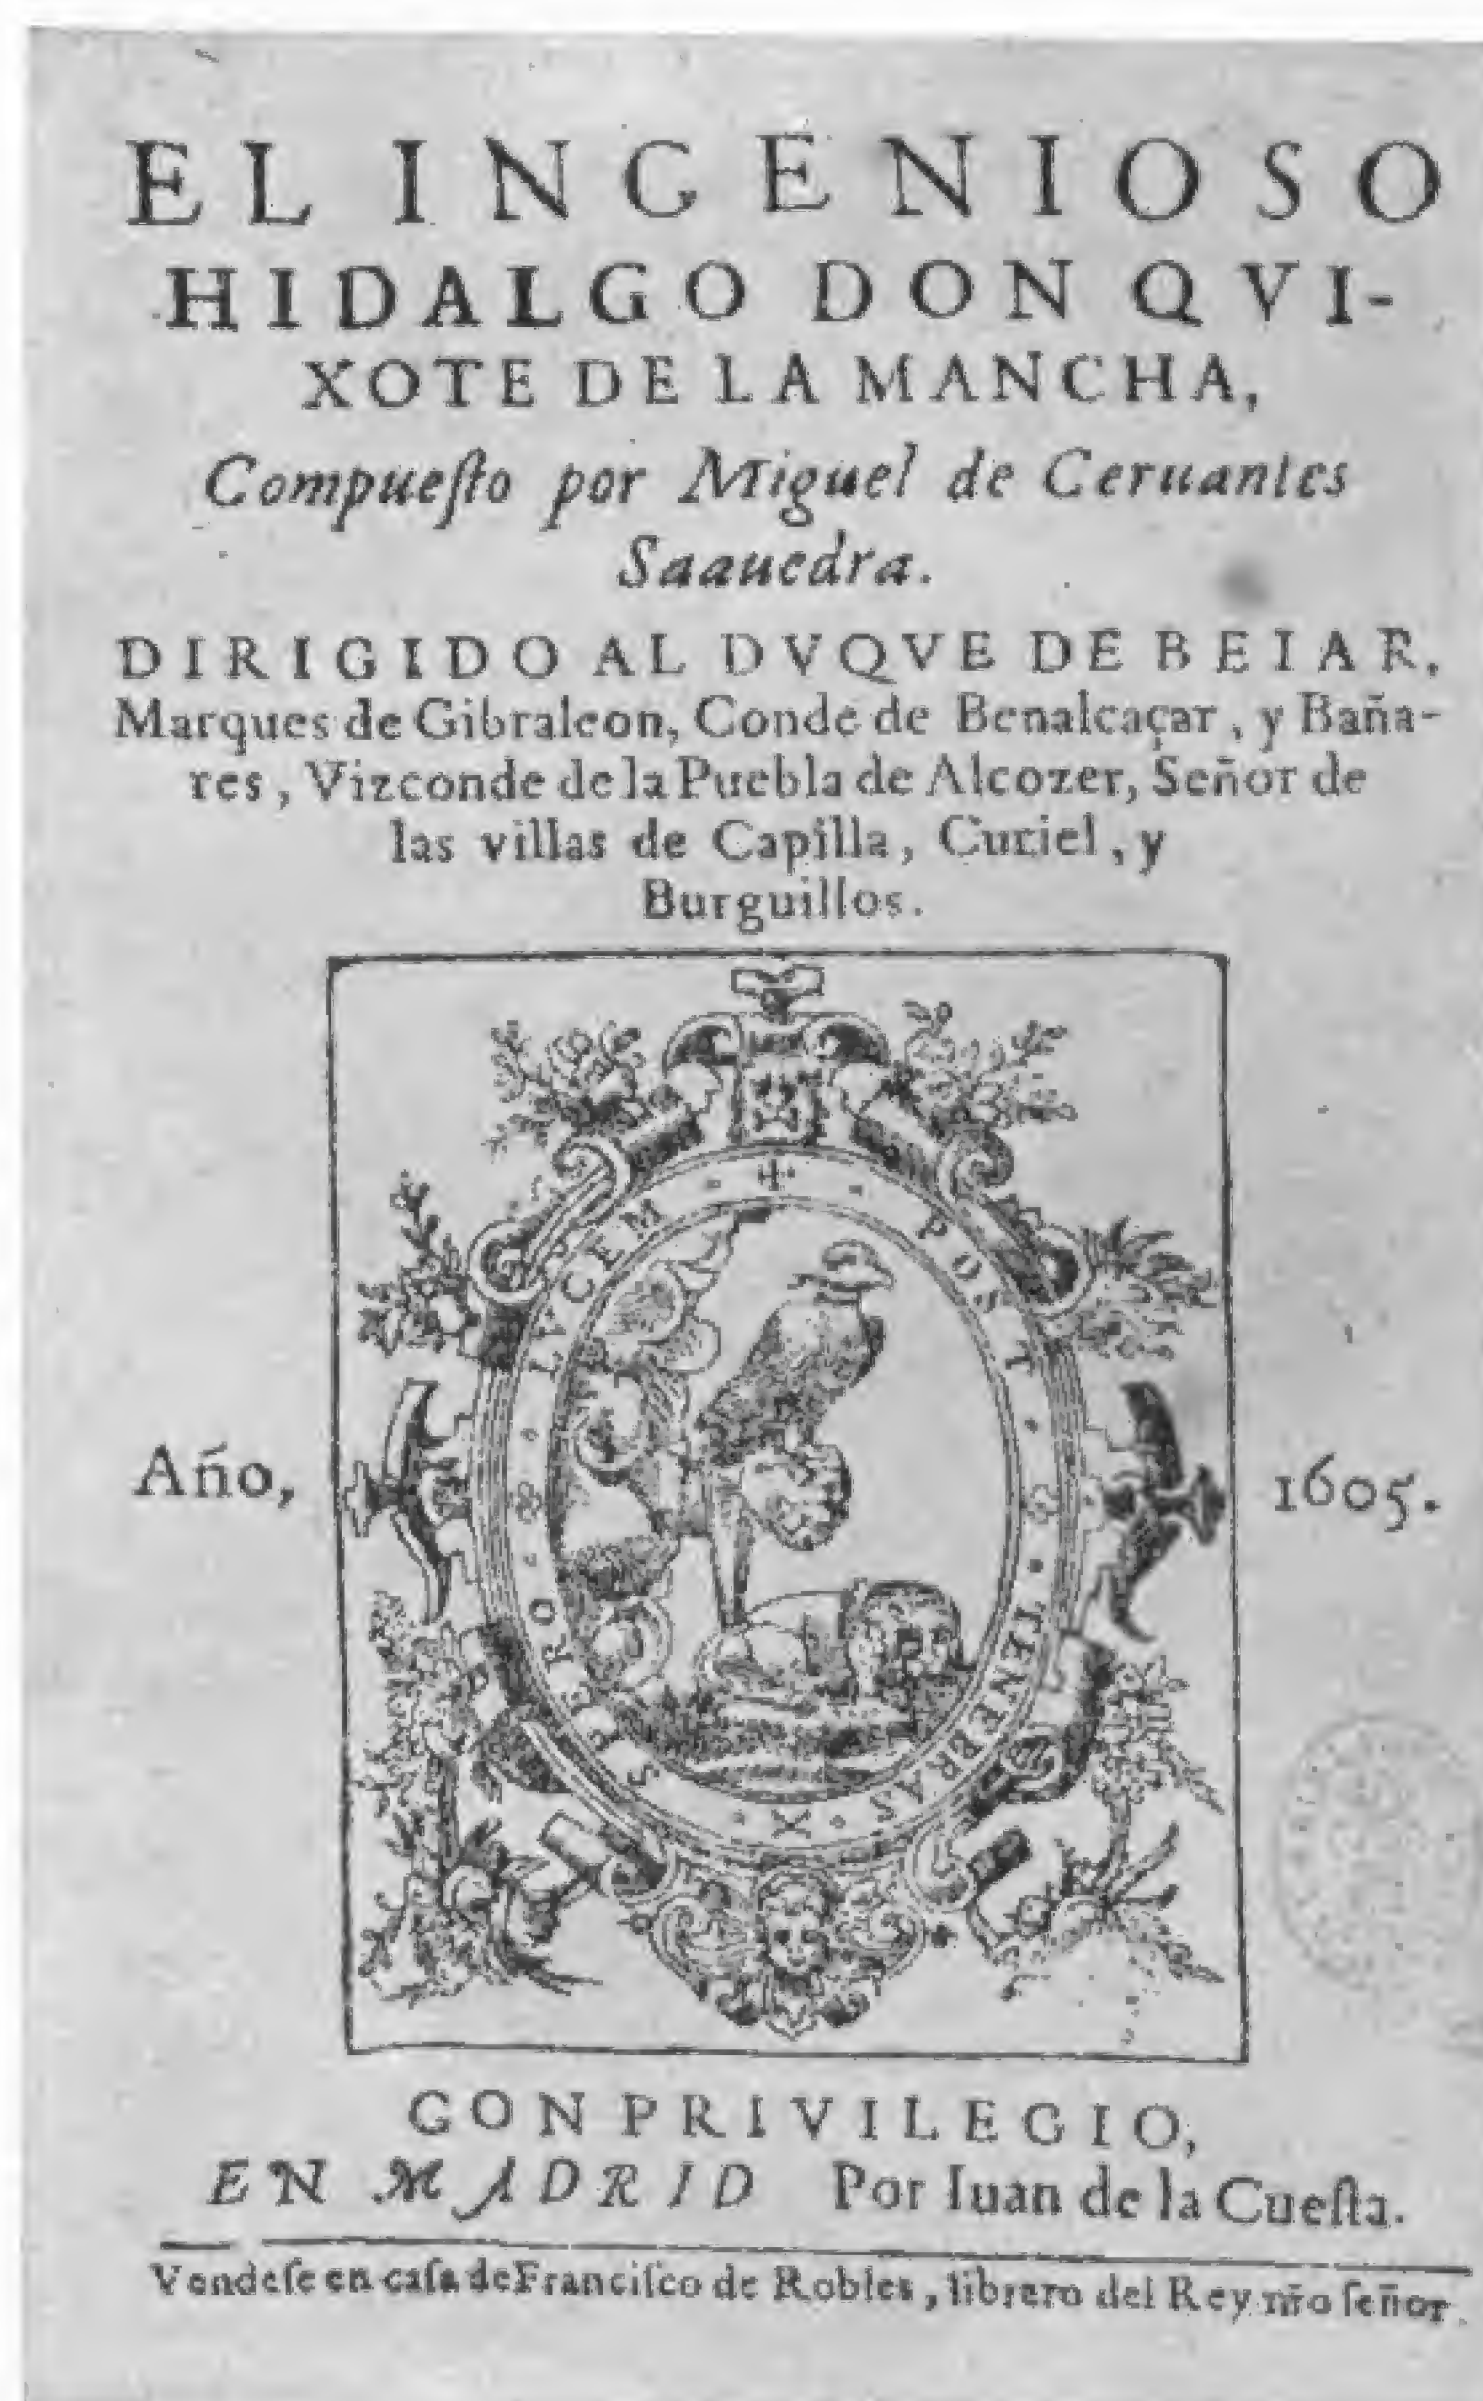 EL INGENIOSO
HIDALGO DON QVI-
XOTE DE LA MANCHA,
Compueſto por Miguel de Ceruantes
Saauedra.
DIRIGIDO AL DVQVE DE BEIAR,
Marques de Gibraleon, Conde de Benalcaçar, y Baña-
res, Vizconde de la Puebla de Alcozer, Señor de
las villas de Capilla, Curiel, y
Burguillos.
POST TENEBRAS SPERO LVCEM
Año, 1605.
CON PRIVILEGIO,
EN MADRID Por Iuan de la Cueſta.
Vendeſe en caſa de Franciſco de Robles, librero del Rey nr̃o ſeñor.